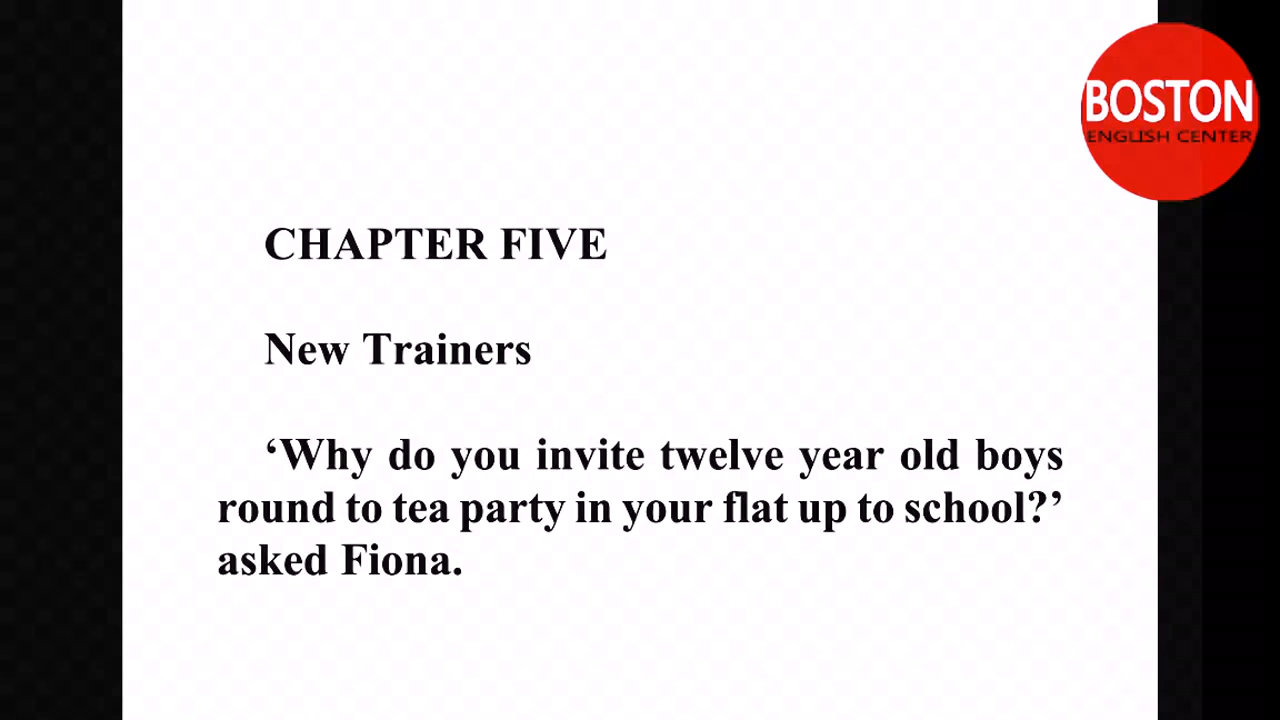 BOSTON
ENGLISH CENTER
CHAPTER FIVE
New Trainers
‘Why do you invite twelve year old boys
round to tea party in your flat up to school?’
asked Fiona.